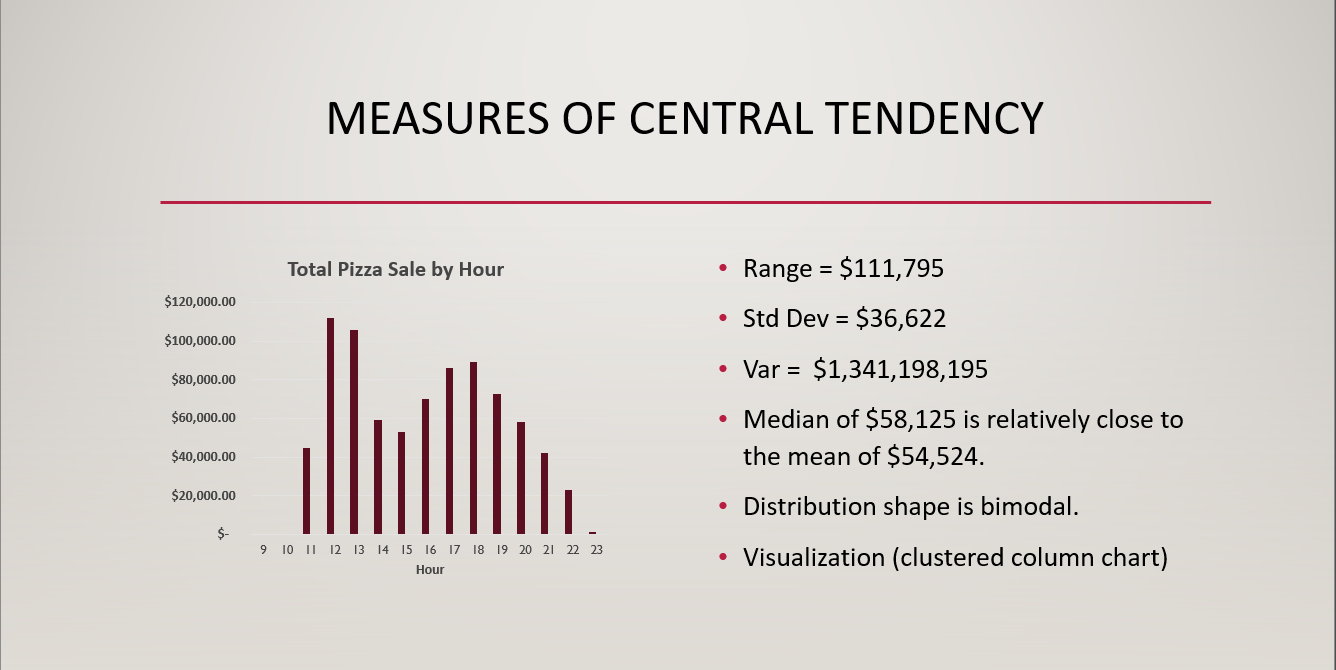 MEASURES OF CENTRAL TENDENCY
Total Pizza Sale by Hour
$120,000.00
$100,000.00
$80,000.00
$60,000.00
$40,000.00
$20,000.00
$-
9 10 11 12 13 14 15 16 17 18 19 20 21 22 23
Hour
• Range = $111,795
• Std Dev = $36,622
• Var =  $1,341,198,195
• Median of $58,125 is relatively close to
the mean of $54,524.
• Distribution shape is bimodal.
• Visualization (clustered column chart)